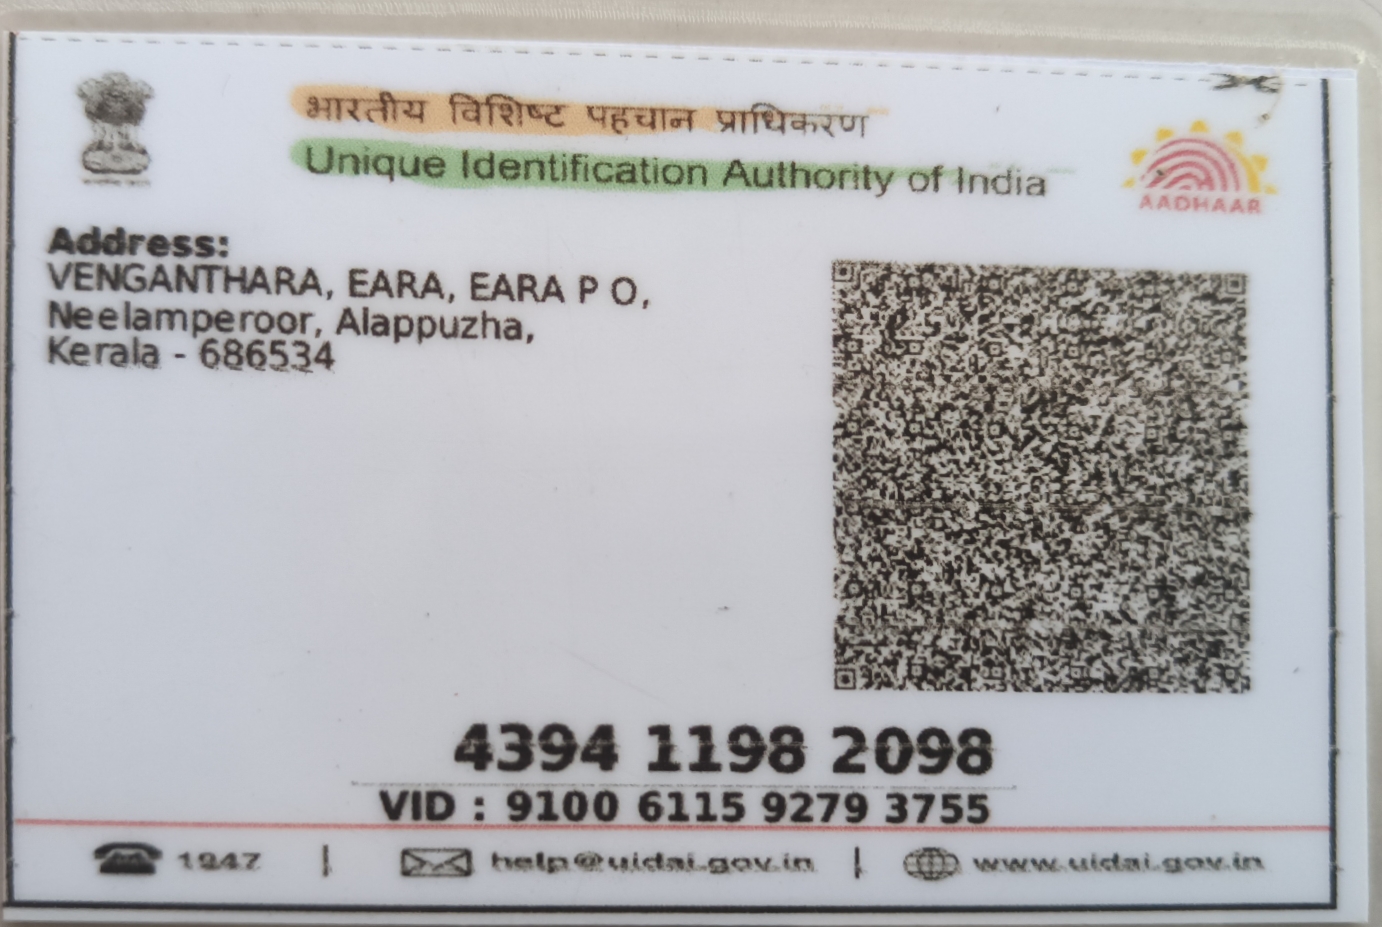 भारतीय विशिष्ट पहचान प्राधिकरण
Unique Identification Authority of India
AADHAAR
Address:
VENGANTHARA, EARA, EARA P O,
Neelamperoor, Alappuzha,
Kerala - 686534
4394 1198 2098
VID : 9100 6115 9279 3755
1947 | help@uidai.gov.in | www.uidai.gov.in